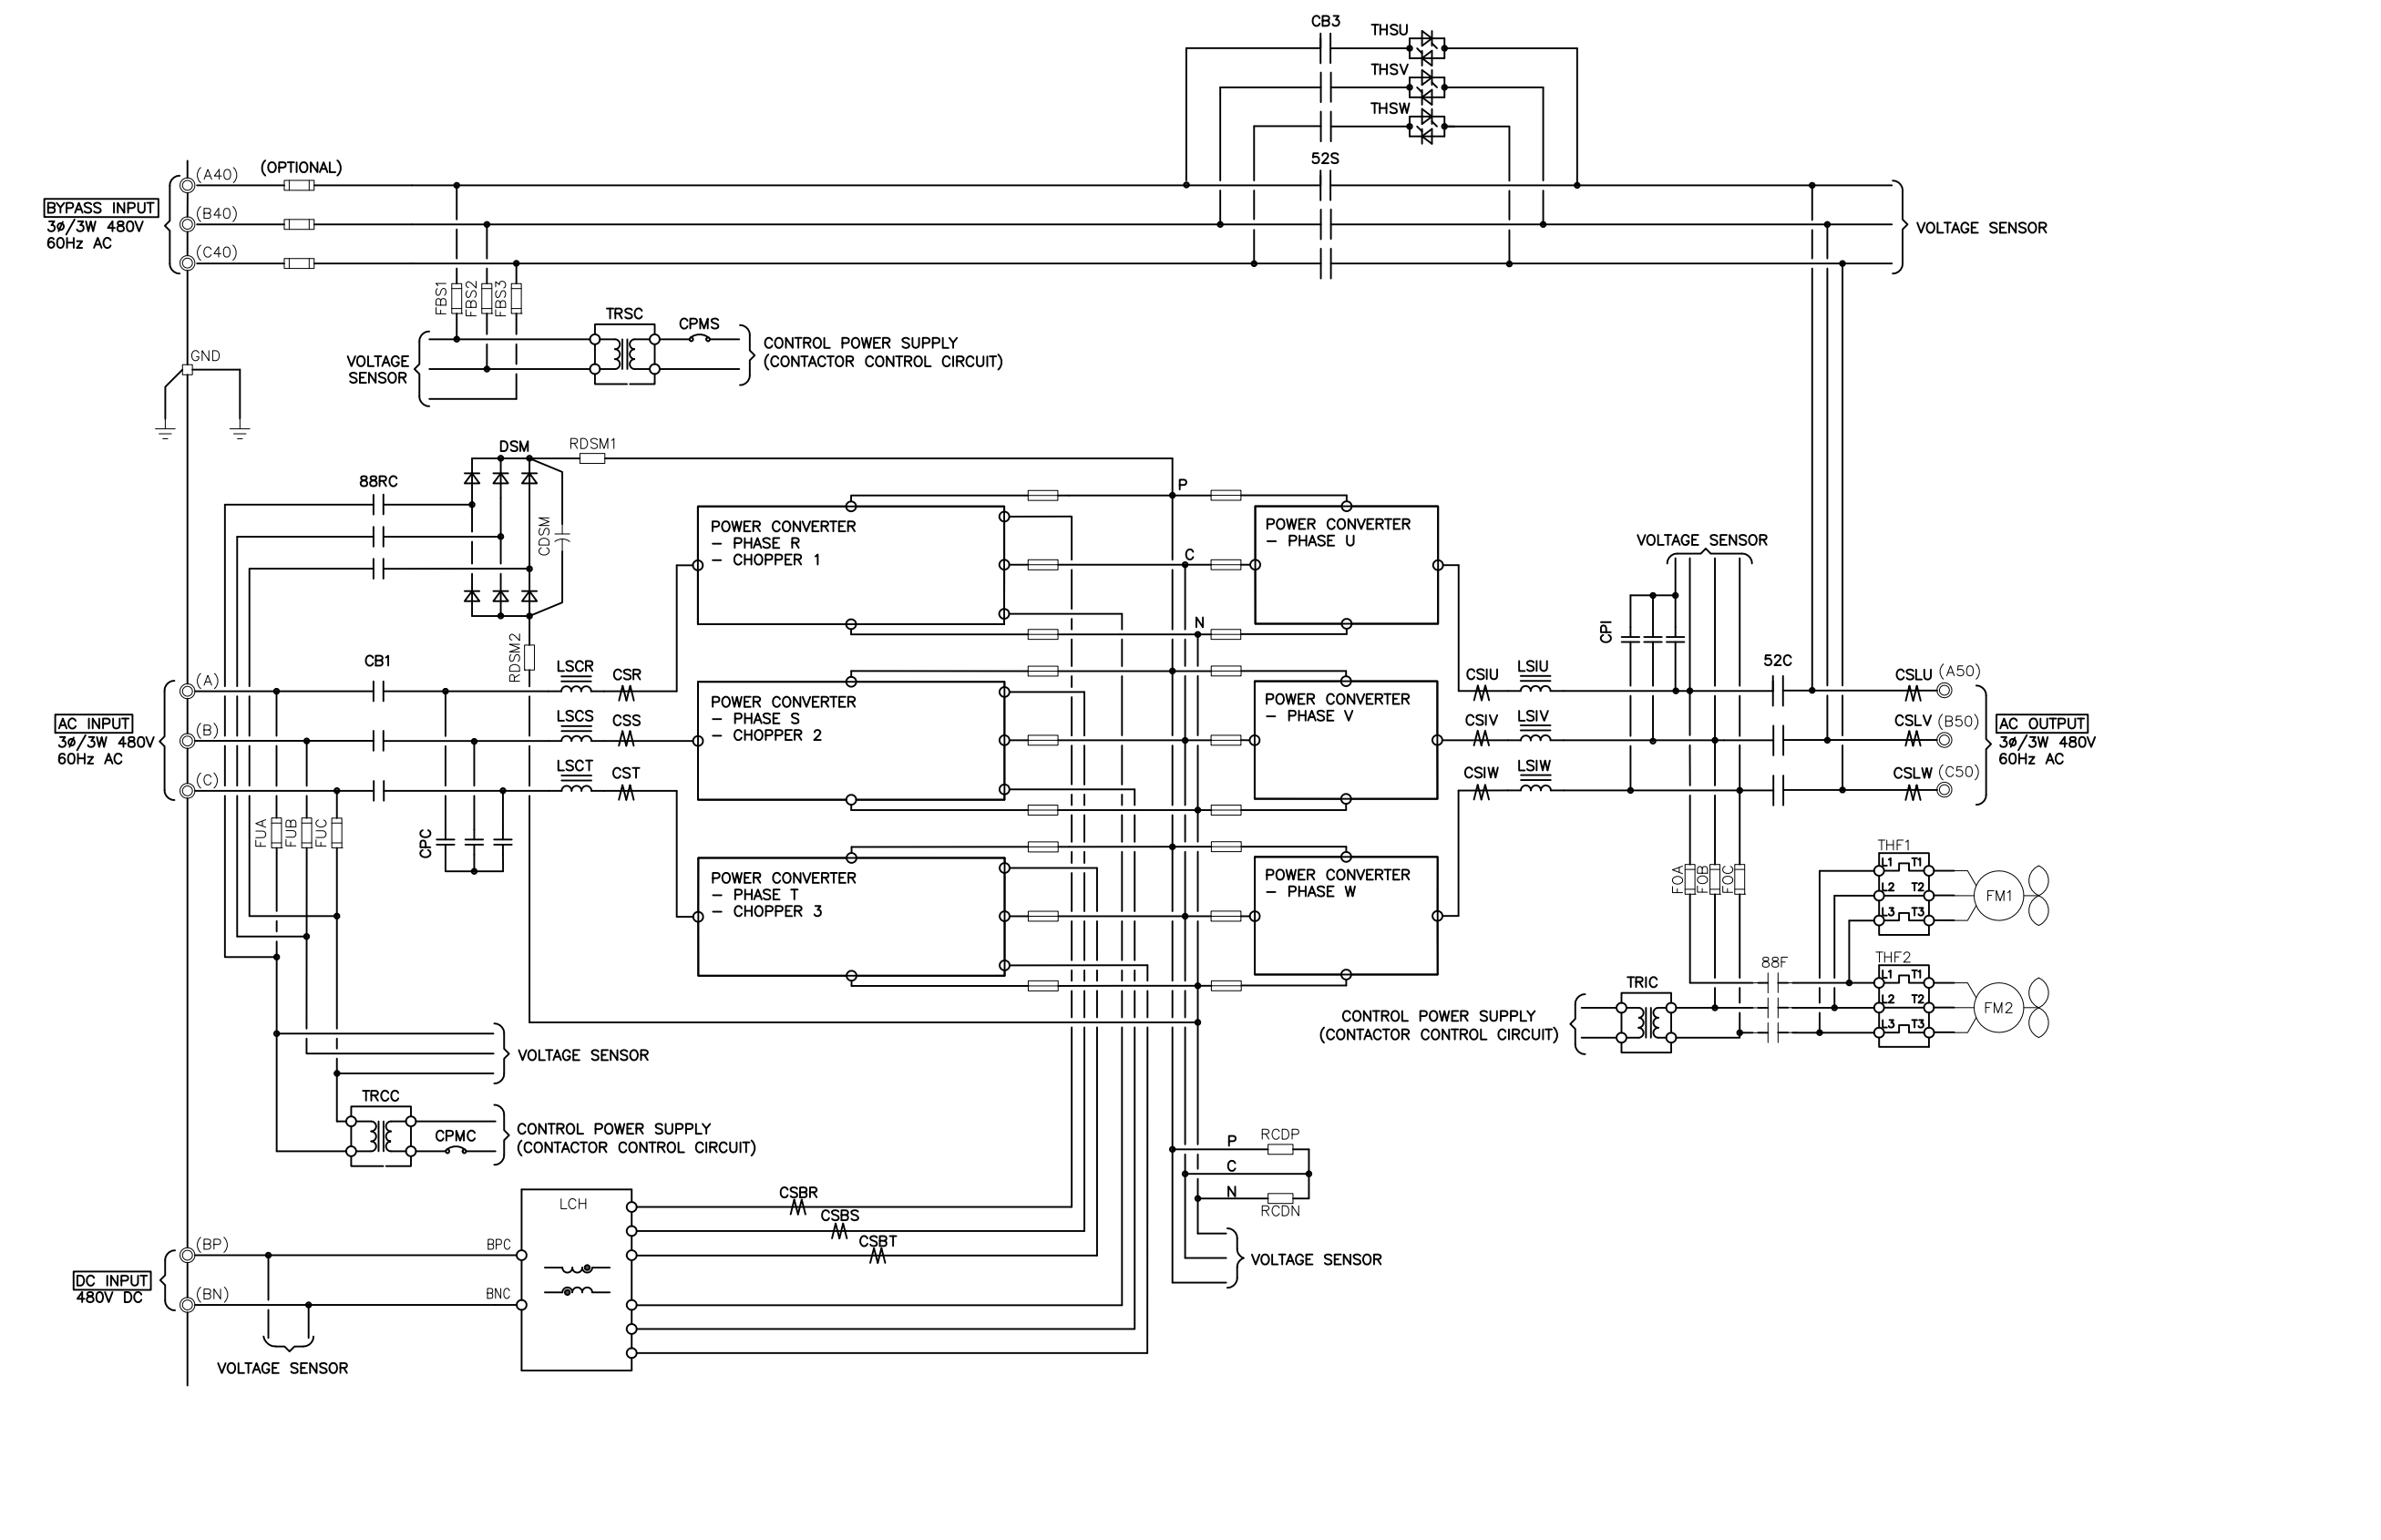 CB3
THSU
THSV
THSW
52S
(A40)
(OPTIONAL)
BYPASS INPUT
3ø/3W 480V
60Hz AC
(B40)
(C40)
VOLTAGE SENSOR
FBS1
FBS2
FBS3
TRSC
CPMS
VOLTAGE
SENSOR
CONTROL POWER SUPPLY
(CONTACTOR CONTROL CIRCUIT)
GND
DSM
RDSM1
88RC
CDSM
P
POWER CONVERTER
- PHASE R
- CHOPPER 1
POWER CONVERTER
- PHASE U
C
N
VOLTAGE SENSOR
CPI
RDSM2
CB1
(A)
LSCR
CSR
POWER CONVERTER
- PHASE S
- CHOPPER 2
POWER CONVERTER
- PHASE V
CSIU
LSIU
52C
CSLU
(A50)
AC INPUT
3ø/3W 480V
60Hz AC
(B)
LSCS
CSS
CSIV
LSIV
CSLV
(B50)
AC OUTPUT
3ø/3W 480V
60Hz AC
(C)
LSCT
CST
CSIW
LSIW
CSLW
(C50)
FUA
FUB
FUC
CPC
POWER CONVERTER
- PHASE T
- CHOPPER 3
POWER CONVERTER
- PHASE W
FOA
FOB
FOC
THF1
L1 T1
L2 T2
L3 T3
FM1
THF2
L1 T1
L2 T2
L3 T3
FM2
88F
TRIC
CONTROL POWER SUPPLY
(CONTACTOR CONTROL CIRCUIT)
VOLTAGE SENSOR
TRCC
CPMC
CONTROL POWER SUPPLY
(CONTACTOR CONTROL CIRCUIT)
P
RCDP
C
N
RCDN
VOLTAGE SENSOR
LCH
CSBR
CSBS
CSBT
(BP)
BPC
DC INPUT
480V DC
(BN)
BNC
VOLTAGE SENSOR